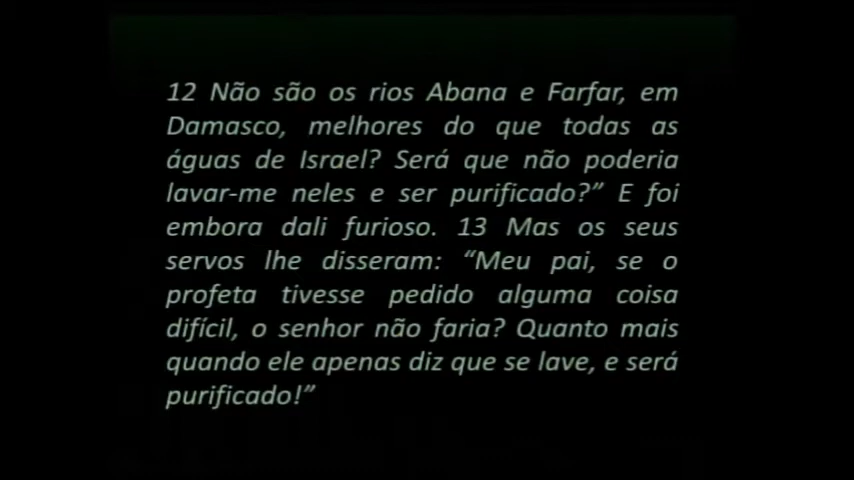 12 Não são os rios Abana e Farfar, em
Damasco, melhores do que todas as
águas de Israel? Será que não poderia
lavar-me neles e ser purificado?” E foi
embora dali furioso. 13 Mas os seus
servos lhe disseram: “Meu pai, se o
profeta tivesse pedido alguma coisa
difícil, o senhor não faria? Quanto mais
quando ele apenas diz que se lave, e será
purificado!”